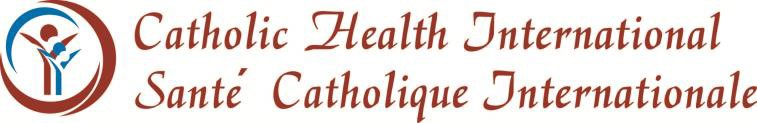 Catholic Health International
Santé Catholique Internationale